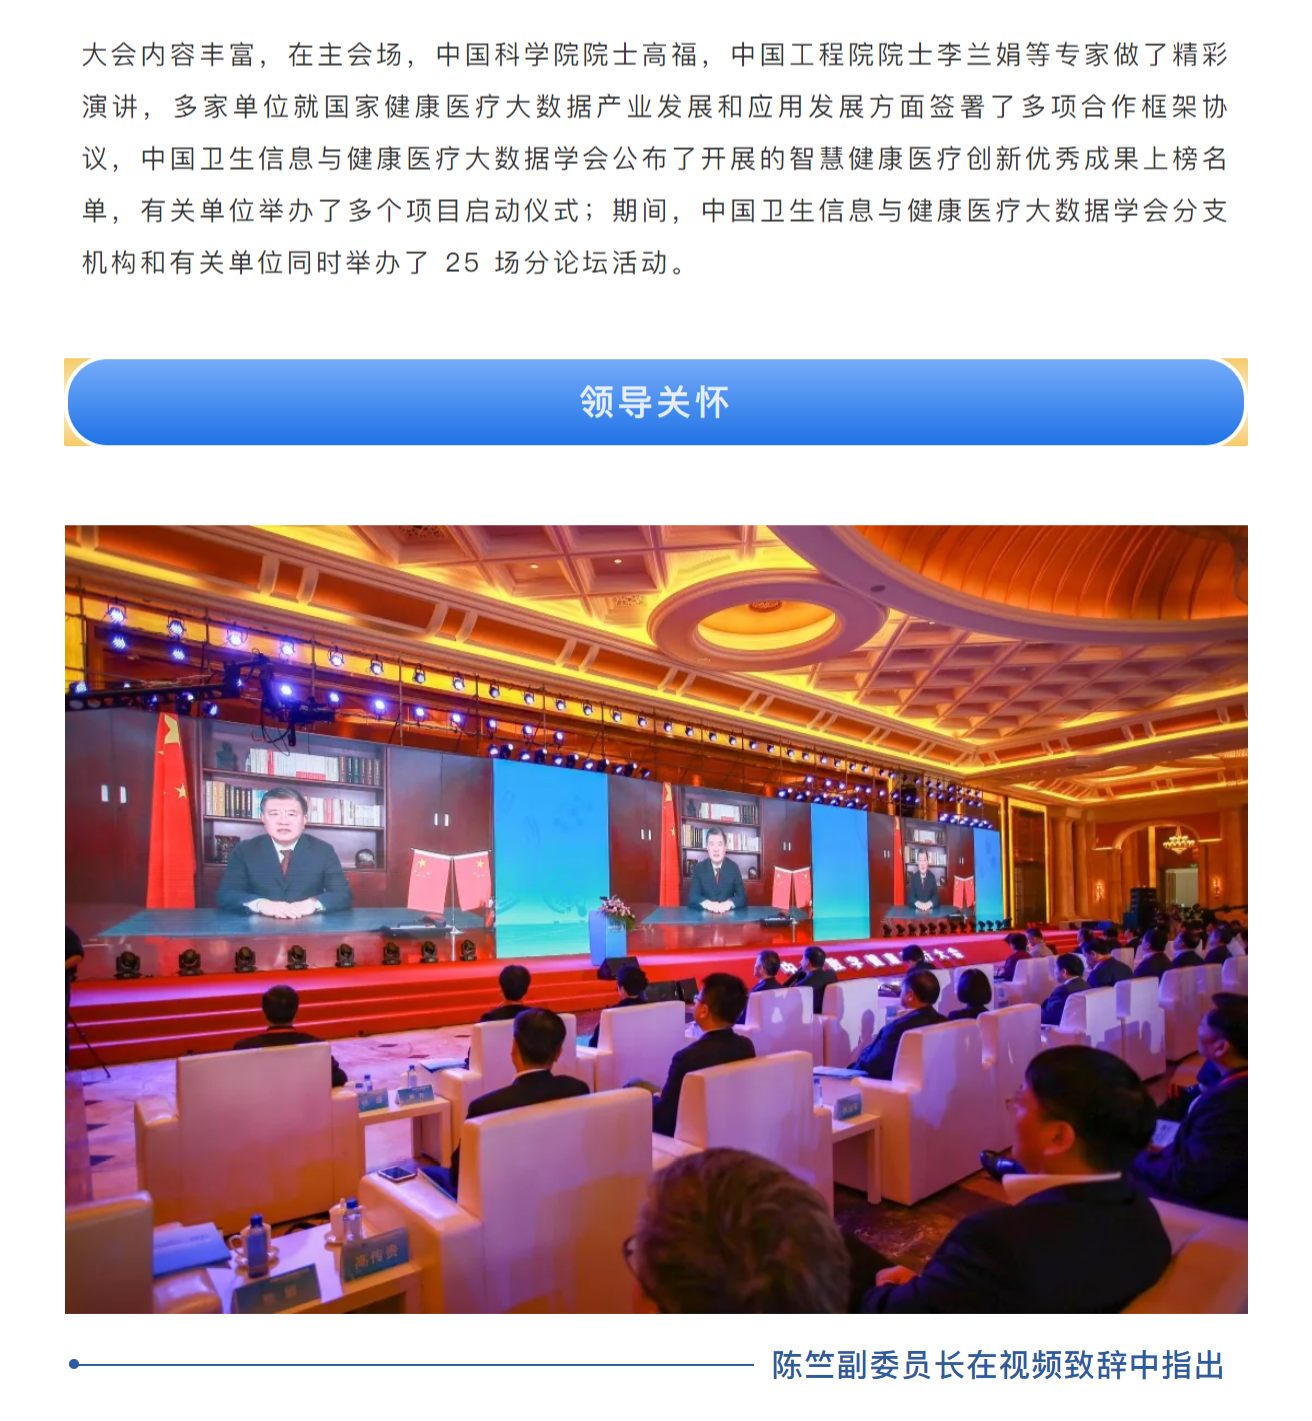 大会内容丰富，在主会场，中国科学院院士高福，中国工程院院士李兰娟等专家做了精彩
演讲，多家单位就国家健康医疗大数据产业发展和应用发展方面签署了多项合作框架协
议，中国卫生信息与健康医疗大数据学会公布了开展的智慧健康医疗创新优秀成果上榜名
单，有关单位举办了多个项目启动仪式；期间，中国卫生信息与健康医疗大数据学会分支
机构和有关单位同时举办了 25 场分论坛活动。
领导关怀
高传贵
陈竺副委员长在视频致辞中指出